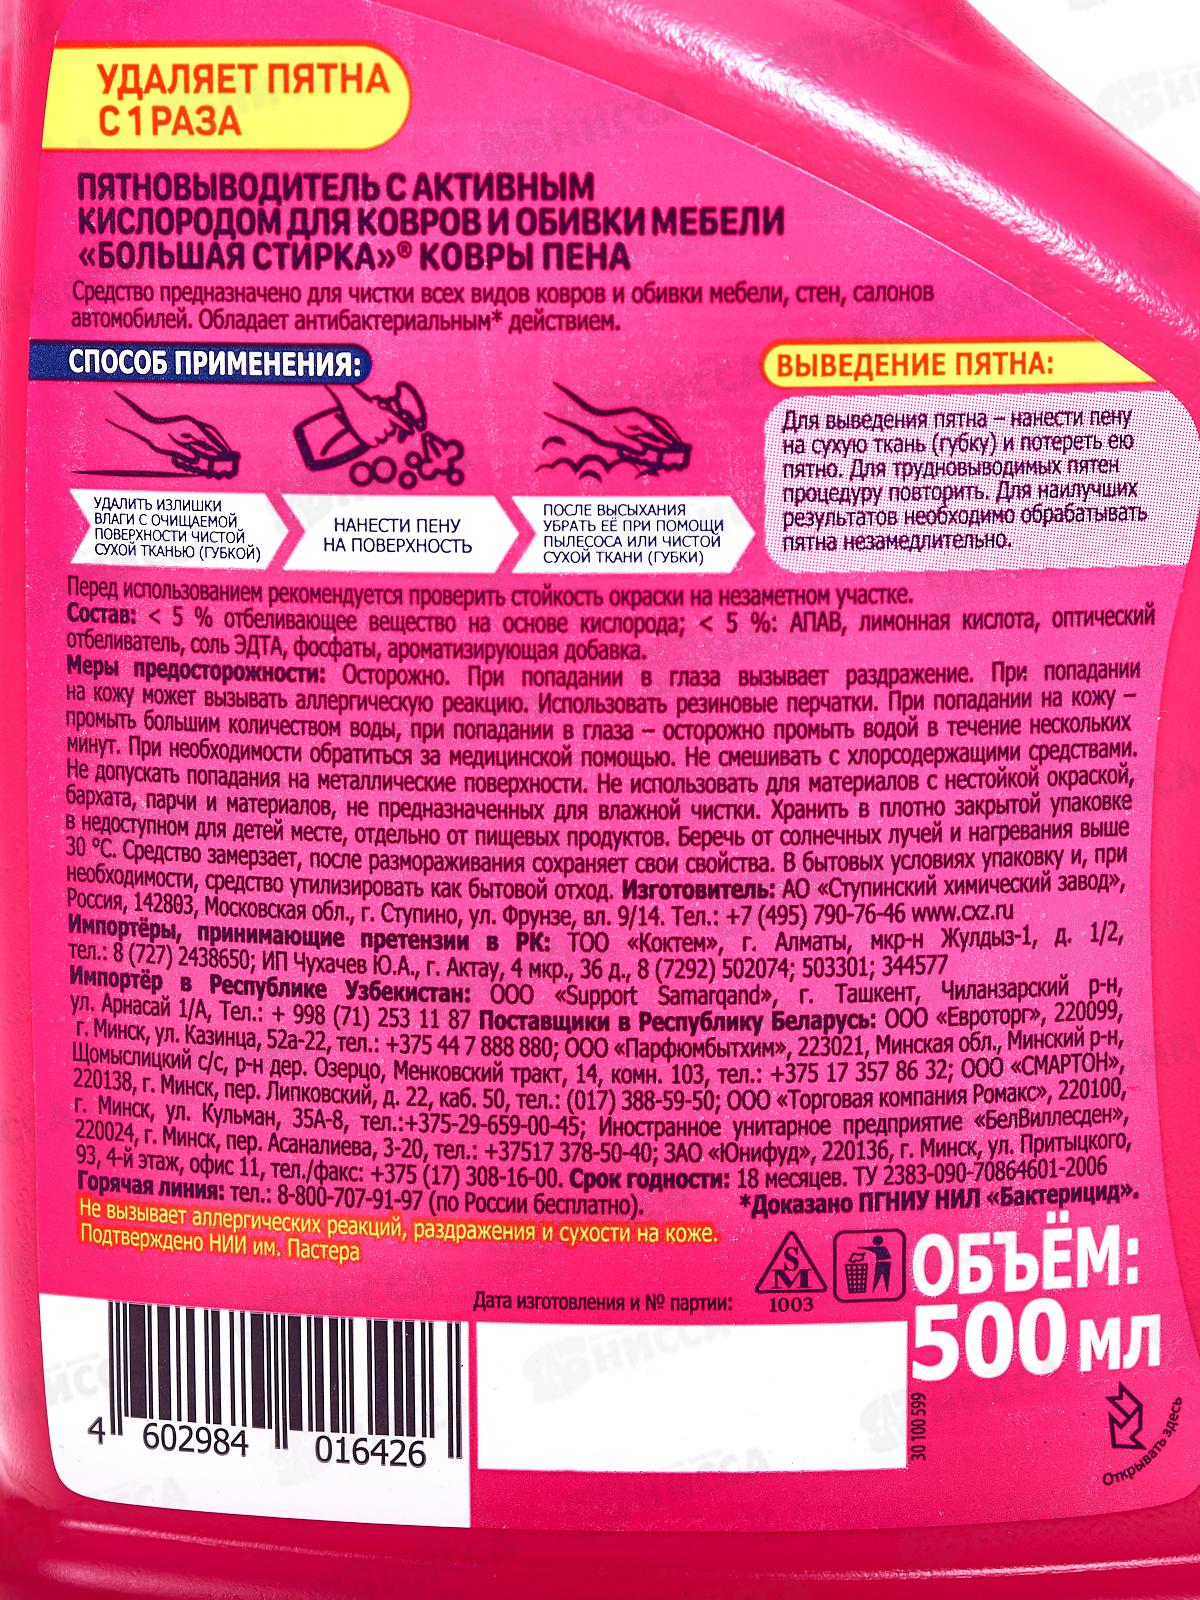 УДАЛЯЕТ ПЯТНА
С 1 РАЗА
ПЯТНОВЫВОДИТЕЛЬ С АКТИВНЫМ
КИСЛОРОДОМ ДЛЯ КОВРОВ И ОБИВКИ МЕБЕЛИ
«БОЛЬШАЯ СТИРКА»® КОВРЫ ПЕНА
Средство предназначено для чистки всех видов ковров и обивки мебели, стен, салонов
автомобилей. Обладает антибактериальным* действием.
СПОСОБ ПРИМЕНЕНИЯ:
УДАЛИТЬ ИЗЛИШКИ
ВЛАГИ С ОЧИЩАЕМОЙ
ПОВЕРХНОСТИ ЧИСТОЙ
СУХОЙ ТКАНЬЮ (ГУБКОЙ)
НАНЕСТИ ПЕНУ
НА ПОВЕРХНОСТЬ
ПОСЛЕ ВЫСЫХАНИЯ
УБРАТЬ ЕЁ ПРИ ПОМОЩИ
ПЫЛЕСОСА ИЛИ ЧИСТОЙ
СУХОЙ ТКАНИ (ГУБКИ)
ВЫВЕДЕНИЕ ПЯТНА:
Для выведения пятна – нанести пену
на сухую ткань (губку) и потереть ею
пятно. Для трудновыводимых пятен
процедуру повторить. Для наилучших
результатов необходимо обрабатывать
пятна незамедлительно.
Перед использованием рекомендуется проверить стойкость окраски на незаметном участке.
Состав: < 5 % отбеливающее вещество на основе кислорода; < 5 %: АПАВ, лимонная кислота, оптический
отбеливатель, соль ЭДТА, фосфаты, ароматизирующая добавка.
Меры предосторожности: Осторожно. При попадании в глаза вызывает раздражение. При попадании
на кожу может вызывать аллергическую реакцию. Использовать резиновые перчатки. При попадании на кожу –
промыть большим количеством воды, при попадании в глаза – осторожно промыть водой в течение нескольких
минут. При необходимости обратиться за медицинской помощью. Не смешивать с хлорсодержащими средствами.
Не допускать попадания на металлические поверхности. Не использовать для материалов с нестойкой окраской,
бархата, парчи и материалов, не предназначенных для влажной чистки. Хранить в плотно закрытой упаковке
в недоступном для детей месте, отдельно от пищевых продуктов. Беречь от солнечных лучей и нагревания выше
30 °С. Средство замерзает, после размораживания сохраняет свои свойства. В бытовых условиях упаковку и, при
необходимости, средство утилизировать как бытовой отход. Изготовитель: АО «Ступинский химический завод»,
Россия, 142803, Московская обл., г. Ступино, ул. Фрунзе, вл. 9/14. Тел.: +7 (495) 790-76-46 www.cxz.ru
Импортёры, принимающие претензии в РК: ТОО «Коктем», г. Алматы, мкр-н Жулдыз-1, д. 1/2,
тел.: 8 (727) 2438650; ИП Чухачев Ю.А., г. Актау, 4 мкр., 36 д., 8 (7292) 502074; 503301; 344577
Импортёр в Республике Узбекистан: ООО «Support Samarqand», г. Ташкент, Чиланзарский р-н,
ул. Арнасай 1/А, Тел.: + 998 (71) 253 11 87 Поставщики в Республику Беларусь: ООО «Евроторг», 220099,
г. Минск, ул. Казинца, 52а-22, тел.: +375 44 7 888 880; ООО «Парфюмбытхим», 223021, Минская обл., Минский р-н,
Щомыслицкий с/с, р-н дер. Озерцо, Менковский тракт, 14, комн. 103, тел.: +375 17 357 86 32; ООО «СМАРТОН»,
220138, г. Минск, пер. Липковский, д. 22, каб. 50, тел.: (017) 388-59-50; ООО «Торговая компания Ромакс», 220100,
г. Минск, ул. Кульман, 35А-8, тел.:+375-29-659-00-45; Иностранное унитарное предприятие «БелВиллесден»,
220024, г. Минск, пер. Асаналиева, 3-20, тел.: +37517 378-50-40; ЗАО «Юнифуд», 220136, г. Минск, ул. Притыцкого,
93, 4-й этаж, офис 11, тел./факс: +375 (17) 308-16-00. Срок годности: 18 месяцев. ТУ 2383-090-70864601-2006
Горячая линия: тел.: 8-800-707-91-97 (по России бесплатно). *Доказано ПГНИУ НИЛ «Бактерицид».
Не вызывает аллергических реакций, раздражения и сухости на коже.
Подтверждено НИИ им. Пастера
S
M
1003
Дата изготовления и № партии:
ОБЪЁМ:
500 мл
4 602984 016426
30 100 599
Открывать здесь
НИССА